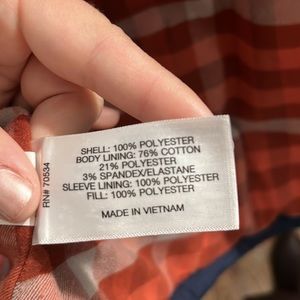 SHELL: 100% POLYESTER
BODY LINING: 76% COTTON
21% POLYESTER
3% SPANDEX/ELASTANE
SLEEVE LINING: 100% POLYESTER
FILL: 100% POLYESTER
MADE IN VIETNAM
RN# 70534